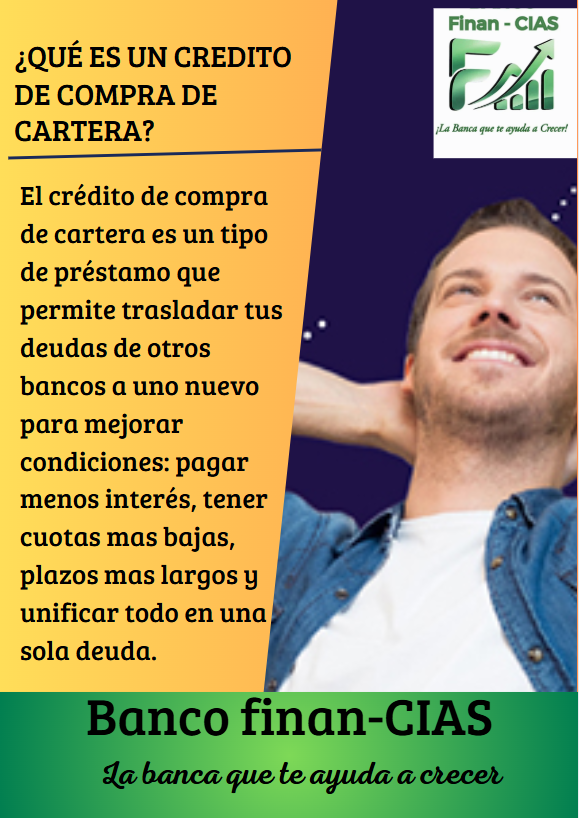 Finan - CIAS
¡La Banca que te ayuda a Crecer!
¿QUÉ ES UN CREDITO
DE COMPRA DE
CARTERA?
El crédito de compra
de cartera es un tipo
de préstamo que
permite trasladar tus
deudas de otros
bancos a uno nuevo
para mejorar
condiciones: pagar
menos interés, tener
cuotas mas bajas,
plazos mas largos y
unificar todo en una
sola deuda.
Banco finan-CIAS
La banca que te ayuda a crecer